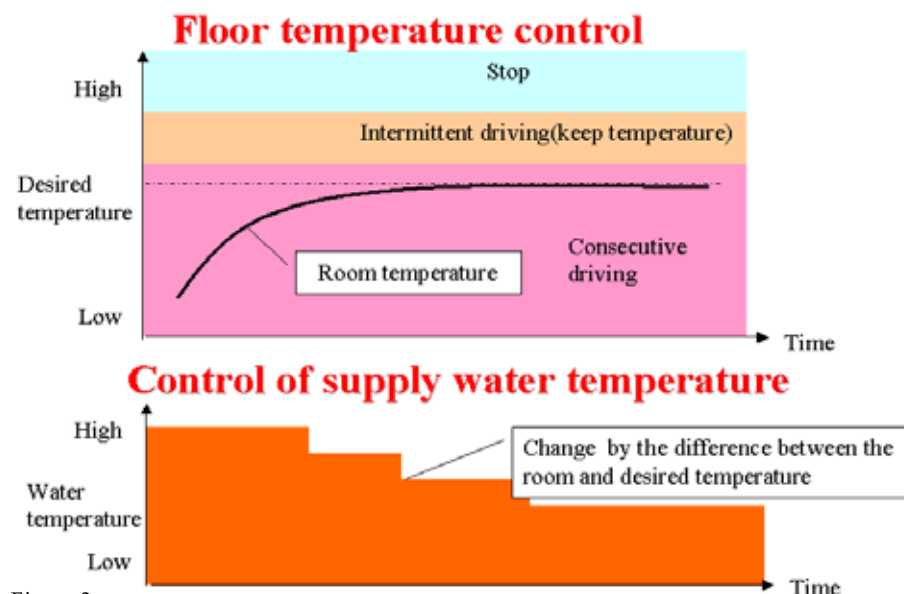 Floor temperature control
High
Stop
Intermittent driving(keep temperature)
Desired
temperature
Consecutive
driving
Room temperature
Low
Time
Control of supply water temperature
High
Change by the difference between the
room and desired temperature
Water
temperature
Low
Time